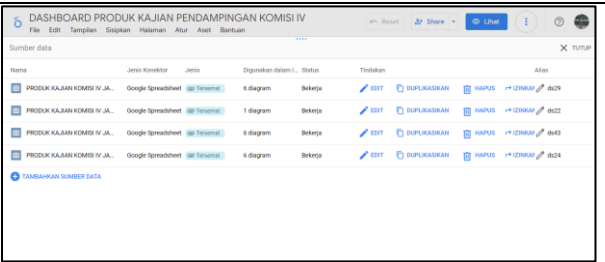 DASHBOARD PRODUK KAJIAN PENDAMPINGAN KOMISI IV
File Edit Tampilan Sisipkan Halaman Atur Aset Bantuan
Reset Share Lihat
Sumber data TUTUP
Nama Jenis Konektor Jenis Digunakan dalam l... Status Tindakan Alias
PRODUK KAJIAN KOMISI IV JA... Google Spreadsheet Tersemat 6 diagram Bekerja EDIT DUPLIKASIKAN HAPUS IZINKAN ds29
PRODUK KAJIAN KOMISI IV JA... Google Spreadsheet Tersemat 1 diagram Bekerja EDIT DUPLIKASIKAN HAPUS IZINKAN ds22
PRODUK KAJIAN KOMISI IV JA... Google Spreadsheet Tersemat 6 diagram Bekerja EDIT DUPLIKASIKAN HAPUS IZINKAN ds43
PRODUK KAJIAN KOMISI IV JA... Google Spreadsheet Tersemat 6 diagram Bekerja EDIT DUPLIKASIKAN HAPUS IZINKAN ds24
TAMBAHKAN SUMBER DATA